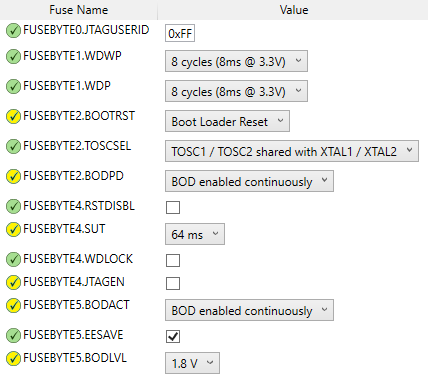 Fuse Name Value
FUSEBYTE0.JTAGUSERID 0xFF
FUSEBYTE1.WDWP 8 cycles (8ms @ 3.3V)
FUSEBYTE1.WDP 8 cycles (8ms @ 3.3V)
FUSEBYTE2.BOOTRST Boot Loader Reset
FUSEBYTE2.TOSCSEL TOSC1 / TOSC2 shared with XTAL1 / XTAL2
FUSEBYTE2.BODPD BOD enabled continuously
FUSEBYTE4.RSTDISBL
FUSEBYTE4.SUT 64 ms
FUSEBYTE4.WDLOCK
FUSEBYTE4.JTAGEN
FUSEBYTE5.BODACT BOD enabled continuously
FUSEBYTE5.EESAVE
FUSEBYTE5.BODLVL 1.8 V